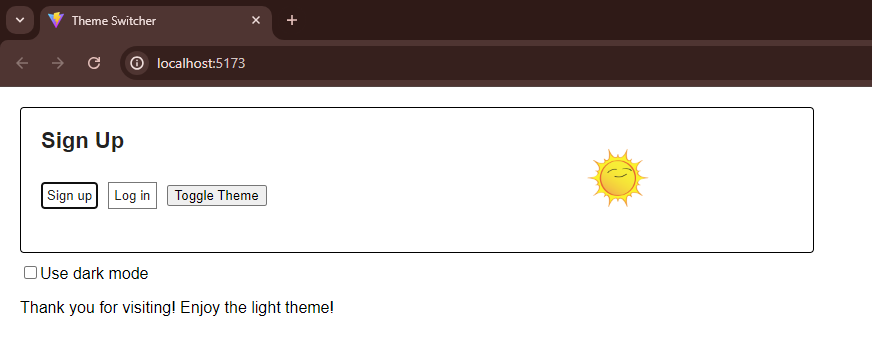 Theme Switcher
localhost:5173
Sign Up
Sign up Log in Toggle Theme
Use dark mode
Thank you for visiting! Enjoy the light theme!